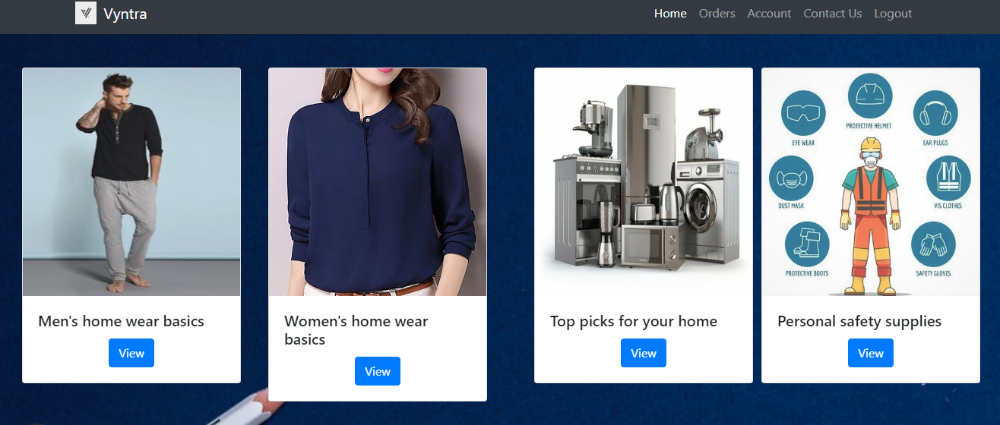 Vyntra
Home Orders Account Contact Us Logout
PROTECTIVE HELMET
EYE WEAR
EAR PLUGS
DUST MASK
VIS CLOTHES
PROTECTIVE BOOTS
SAFETY GLOVES
Men's home wear basics
View
Women's home wear
basics
View
Top picks for your home
View
Personal safety supplies
View